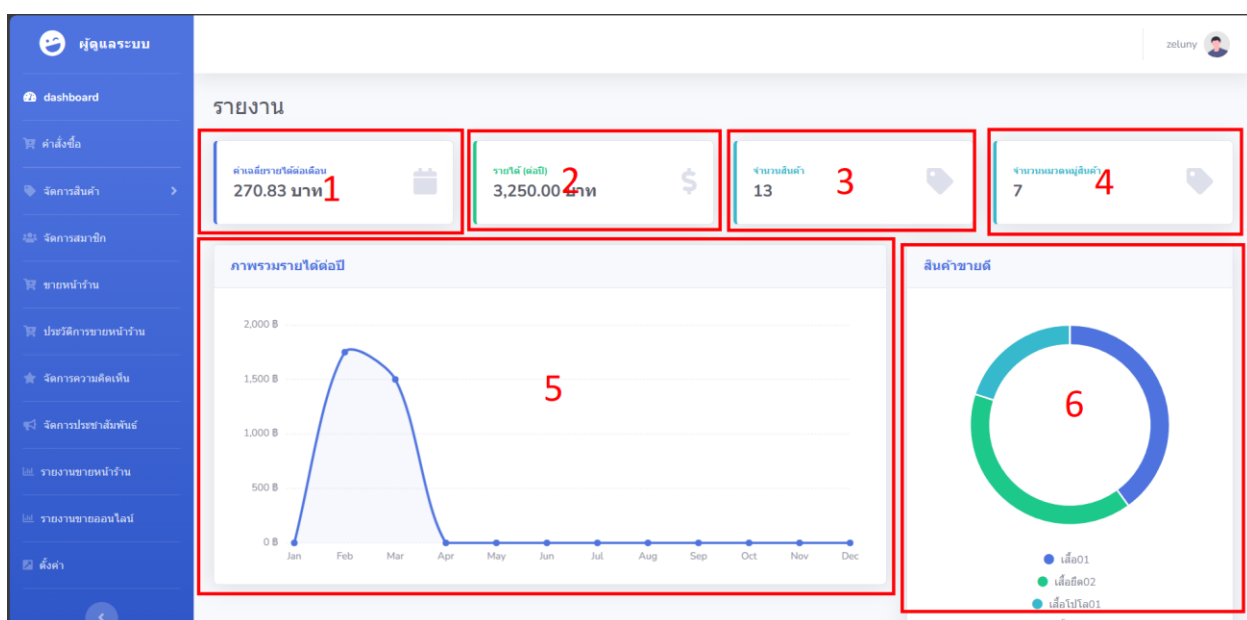 ผู้ดูแลระบบ
zeluny
dashboard
คำสั่งซื้อ
จัดการสินค้า
จัดการสมาชิก
ขายหน้าร้าน
ประวัติการขายหน้าร้าน
จัดการความคิดเห็น
จัดการประชาสัมพันธ์
รายงานขายหน้าร้าน
รายงานขายออนไลน์
ตั้งค่า
รายงาน
ค่าเฉลี่ยรายได้ต่อเดือน
270.83 บาท
1
รายได้ (ต่อปี)
3,250.00 บาท
2
จำนวนสินค้า
13
3
จำนวนหมวดหมู่สินค้า
7
4
ภาพรวมรายได้ต่อปี
2,000 ฿
1,500 ฿
1,000 ฿
500 ฿
0 ฿
Jan Feb Mar Apr May Jun Jul Aug Sep Oct Nov Dec
5
สินค้าขายดี
6
เสื้อ01
เสื้อยืด02
เสื้อโปโล01